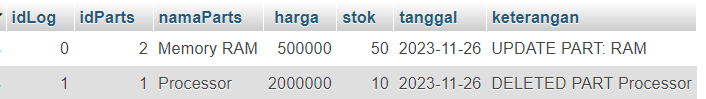 idLog idParts namaParts harga stok tanggal keterangan
0 2 Memory RAM 500000 50 2023-11-26 UPDATE PART: RAM
1 1 Processor 2000000 10 2023-11-26 DELETED PART Processor